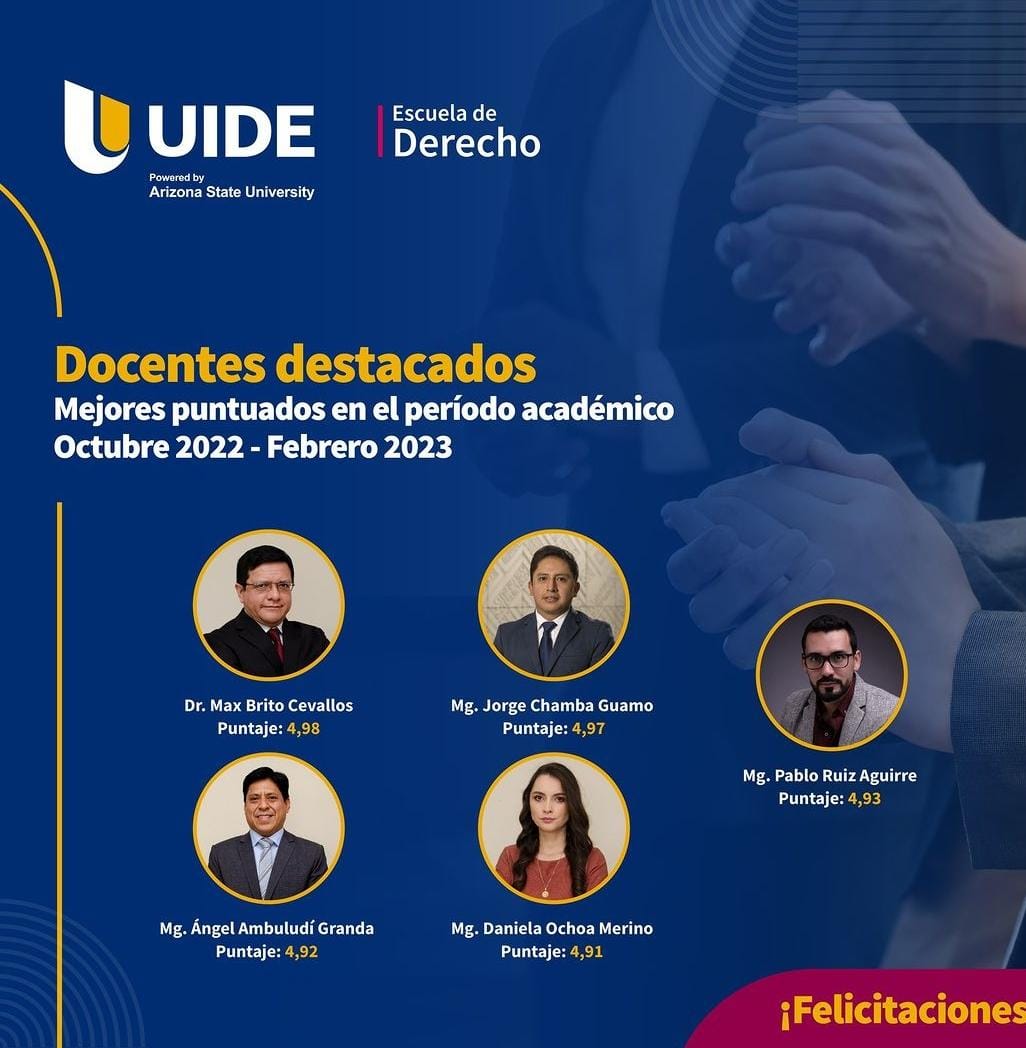 UIDE
Powered by
Arizona State University
Escuela de
Derecho
Docentes destacados
Mejores puntuados en el período académico
Octubre 2022 - Febrero 2023
Dr. Max Brito Cevallos
Puntaje: 4,98
Mg. Jorge Chamba Guamo
Puntaje: 4,97
Mg. Pablo Ruiz Aguirre
Puntaje: 4,93
Mg. Ángel Ambuludí Granda
Puntaje: 4,92
Mg. Daniela Ochoa Merino
Puntaje: 4,91
¡Felicitaciones